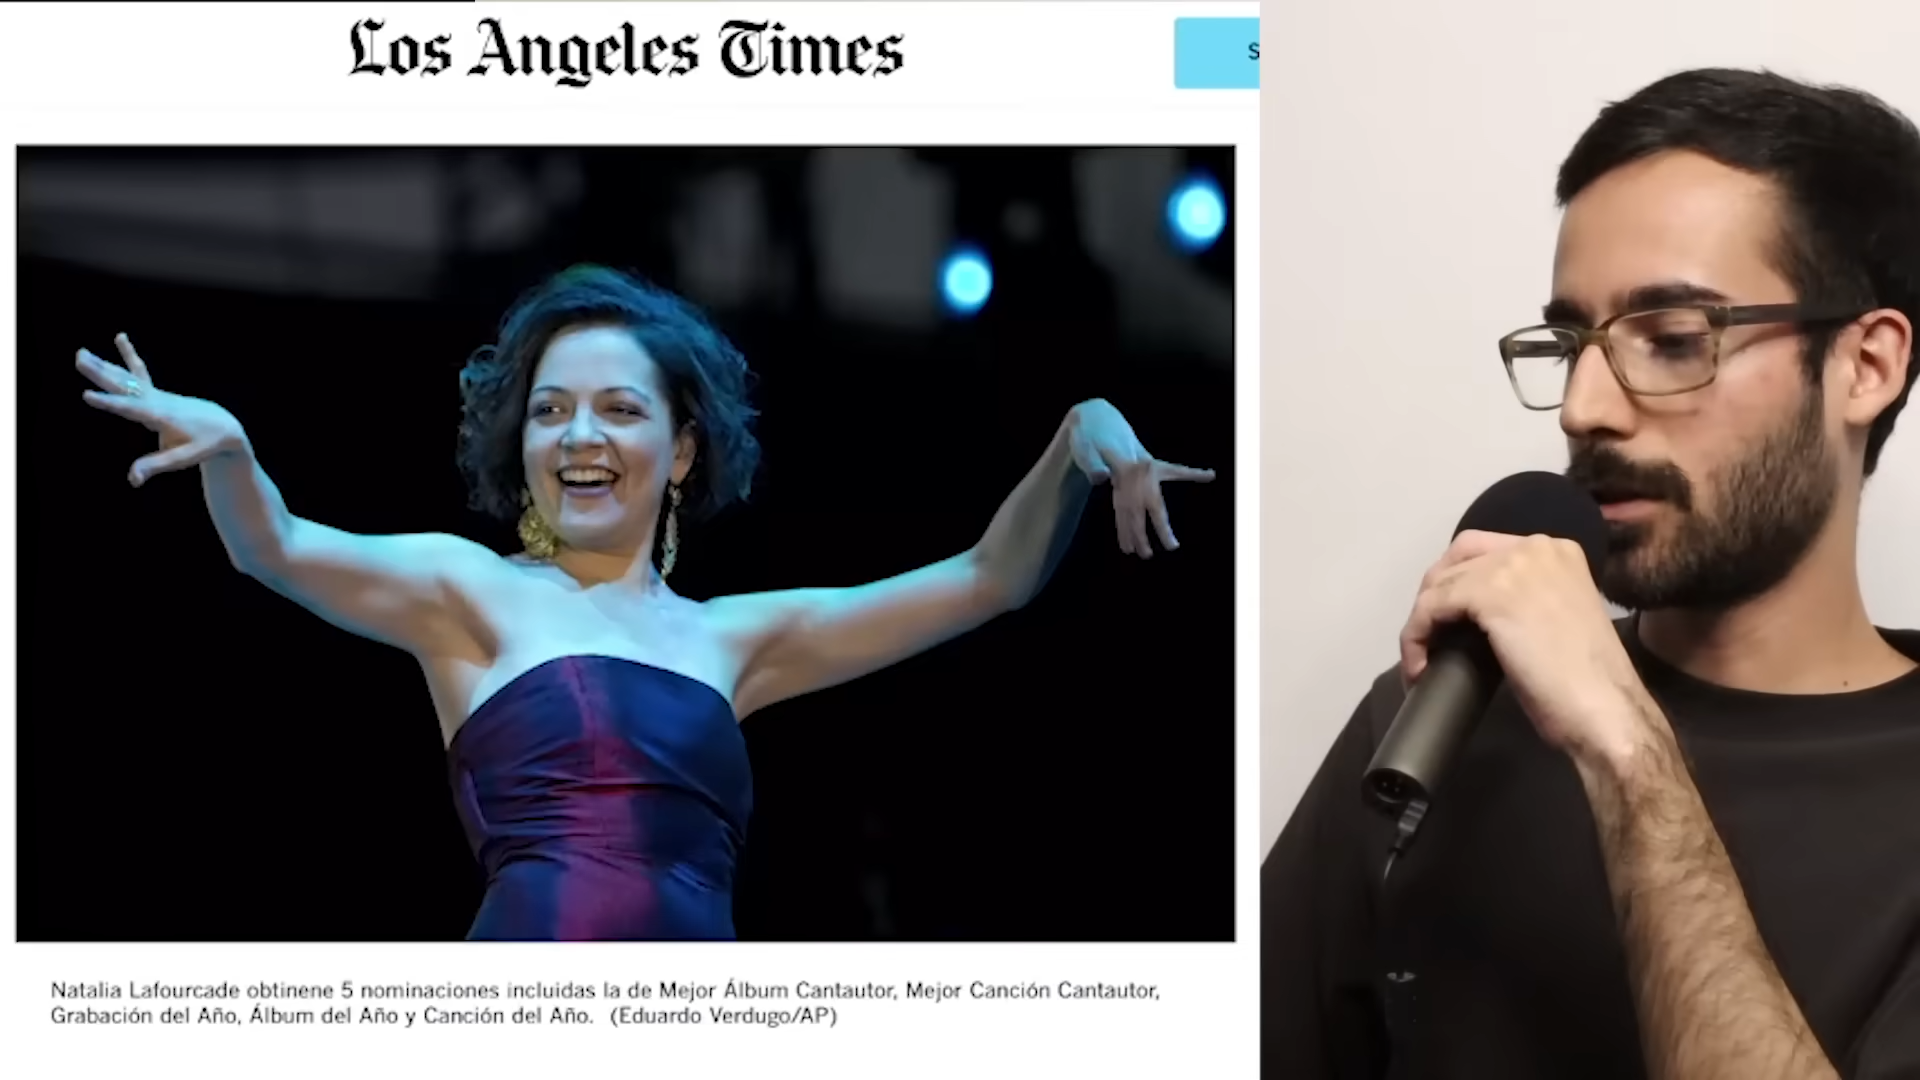 Los Angeles Times
S
Natalia Lafourcade obtinene 5 nominaciones incluidas la de Mejor Álbum Cantautor, Mejor Canción Cantautor,
Grabación del Año, Álbum del Año y Canción del Año. (Eduardo Verdugo/AP)